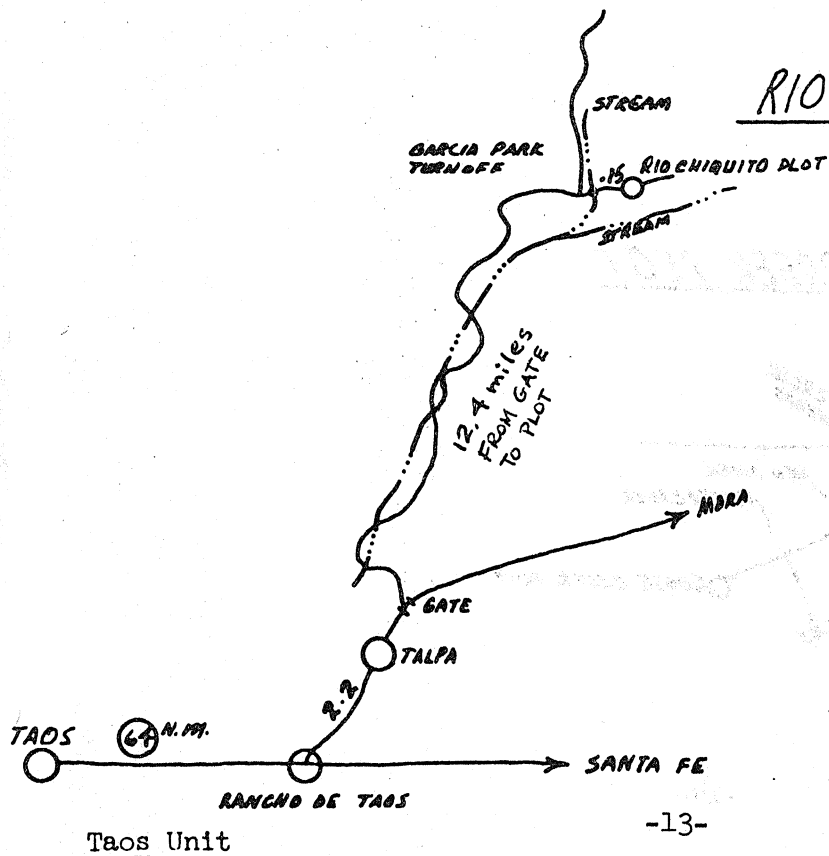 RIO
STREAM
GARCIA PARK
TURNOFF
.15
RIO CHIQUITO PLOT
STREAM
12.4 miles
FROM GATE
TO PLOT
MORA
GATE
TALPA
2.2
TAOS
64 N.M.
SANTA FE
RANCHO DE TAOS
-13-
Taos Unit